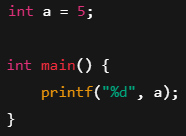 int a = 5;
int main() {
    printf("%d", a);
}